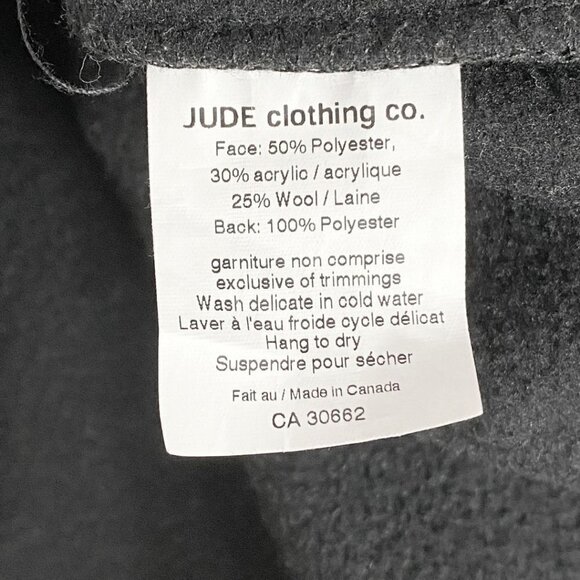 JUDE clothing co.
Face: 50% Polyester,
30% acrylic / acrylique
25% Wool / Laine
Back: 100% Polyester
garniture non comprise
exclusive of trimmings
Wash delicate in cold water
Laver à l'eau froide cycle délicat
Hang to dry
Suspendre pour sécher
Fait au / Made in Canada
CA 30662